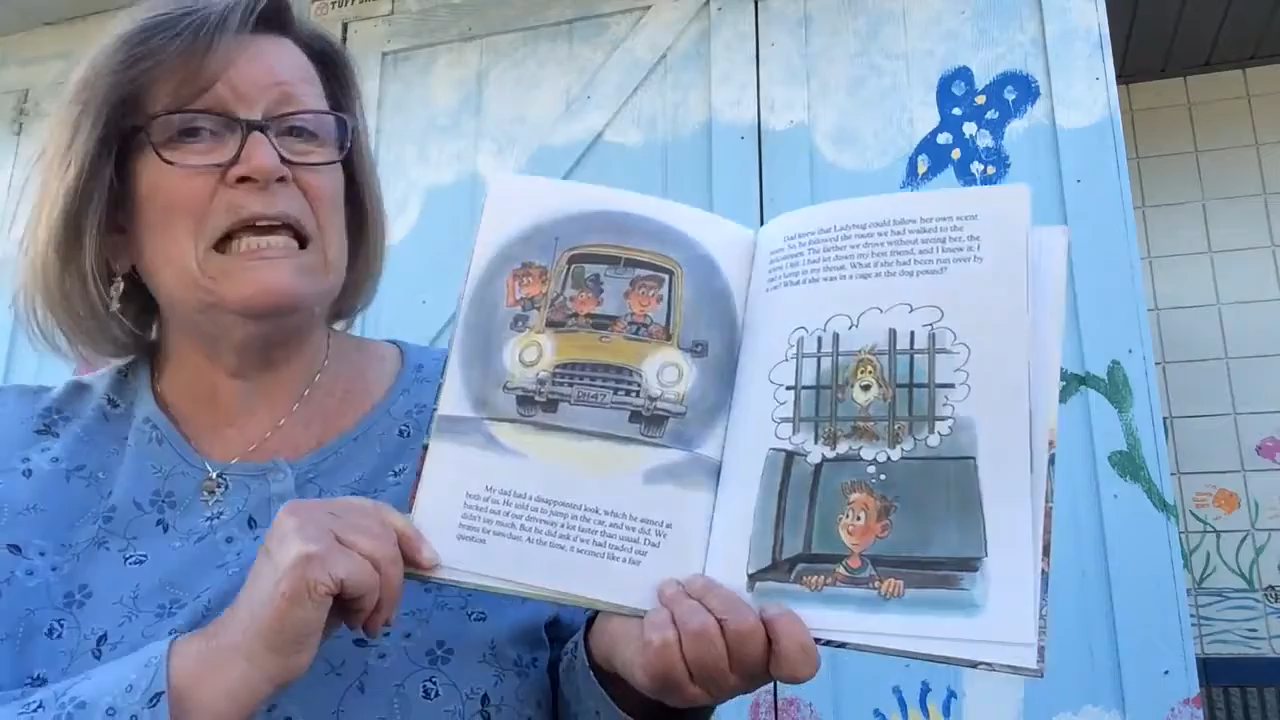 DH47
My dad had a disappointed look, which he aimed at
both of us. He told us to jump in the car, and we did. We
backed out of our driveway a lot faster than usual. Dad
didn't say much. But he did ask if we had traded our
brains for sawdust. At the time, it seemed like a fair
question.
Dad knew that Ladybug could follow her own scent
So, he followed the route we had walked to the
The farther we drove without seeing her, the
I felt. I had let down my best friend, and I knew it. I
had a lump in my throat. What if she had been run over by
a car? What if she was in a cage at the dog pound?